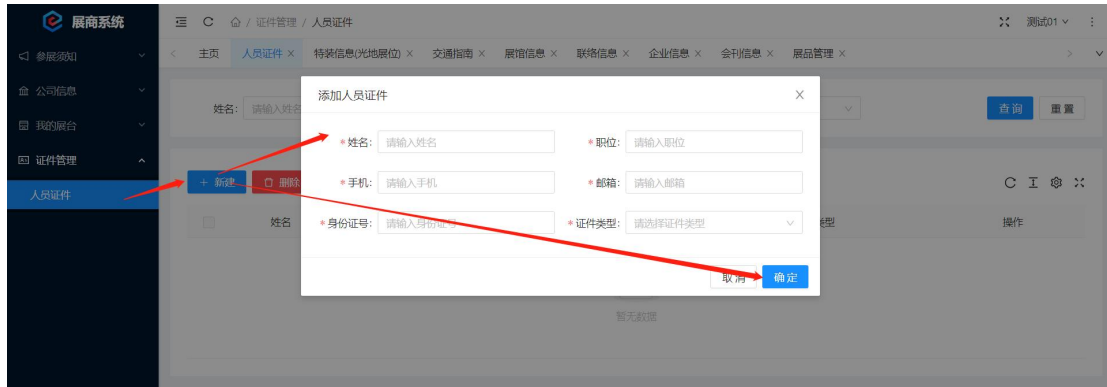 展商系统
证件管理 / 人员证件
测试01
参展须知
主页 人员证件 特装信息(光地展位) 交通指南 展馆信息 联络信息 企业信息 会刊信息 展品管理
公司信息
我的展台
证件管理
人员证件
姓名: 请输入姓名
查询 重置
+ 新建 删除
姓名 类型 操作
暂无数据
添加人员证件
* 姓名: 请输入姓名 * 职位: 请输入职位
* 手机: 请输入手机 * 邮箱: 请输入邮箱
* 身份证号: 请输入身份证号 * 证件类型: 请选择证件类型
取消 确定